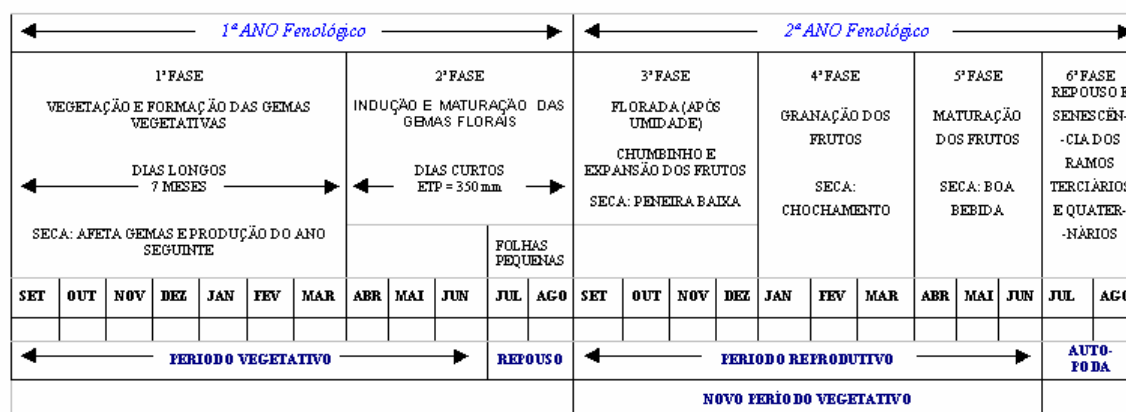 1ª ANO Fenológico
2ª ANO Fenológico
1ª FASE
VEGETAÇÃO E FORMAÇÃO DAS GEMAS
VEGETATIVAS
DIAS LONGOS
7 MESES
SECA: AFETA GEMAS E PRODUÇÃO DO ANO
SEGUINTE
2ª FASE
INDUÇÃO E MATURAÇÃO DAS
GEMAS FLORAIS
DIAS CURTOS
ETP = 350 mm
FOLHAS
PEQUENAS
3ª FASE
FLORADA (APÓS
UMIDADE)
CHUMBINHO E
EXPANSÃO DOS FRUTOS
SECA: PENEIRA BAIXA
4ª FASE
GRANAÇÃO DOS
FRUTOS
SECA:
CHOCHAMENTO
5ª FASE
MATURAÇÃO
DOS FRUTOS
SECA: BOA
BEBIDA
6ª FASE
REPOUSO E
SENESCÊN-
-CIA DOS
RAMOS
TERCIÁRIOS
E QUATER-
-NÀRIOS
SET OUT NOV DEZ JAN FEV MAR ABR MAI JUN JUL AGO SET OUT NOV DEZ JAN FEV MAR ABR MAI JUN JUL AGO
PERIODO VEGETATIVO REPOUSO PERIODO REPRODUTIVO AUTO-
PODA
NOVO PERÍODO VEGETATIVO